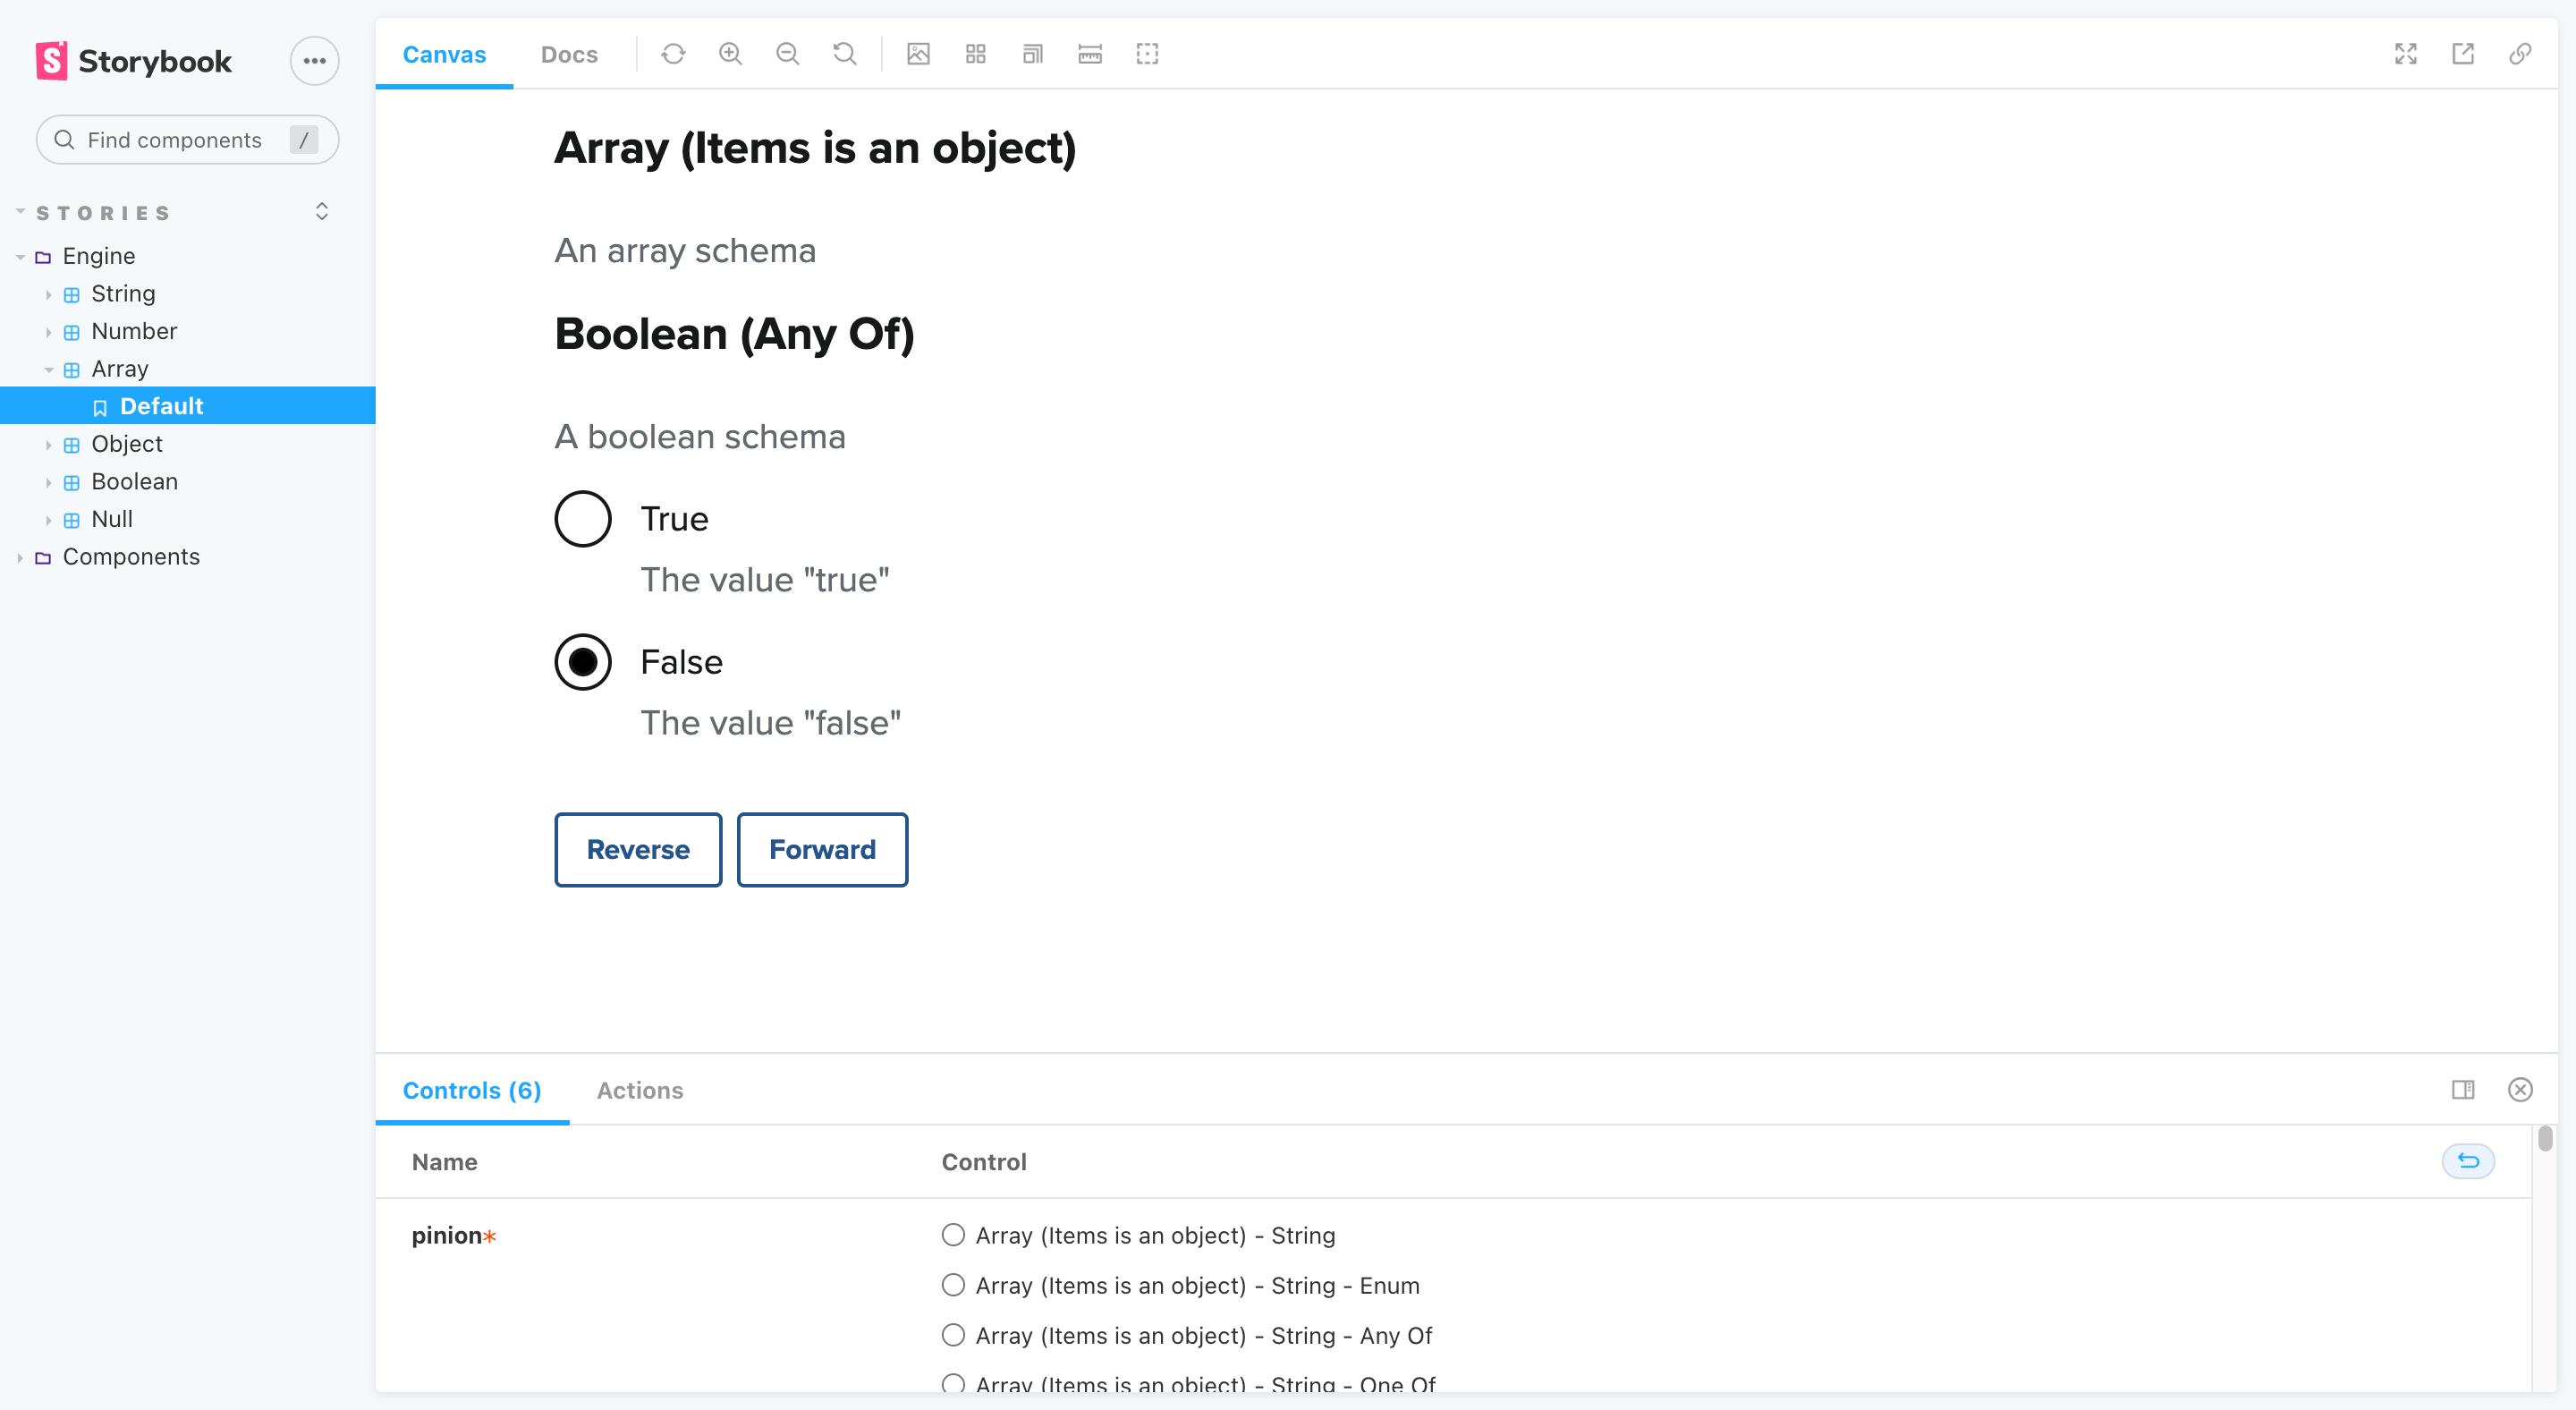 Storybook
Find components /
STORIES
Engine
String
Number
Array
Default
Object
Boolean
Null
Components
Canvas Docs
Array (Items is an object)
An array schema
Boolean (Any Of)
A boolean schema
True
The value "true"
False
The value "false"
Reverse Forward
Controls (6) Actions
Name Control
pinion* Array (Items is an object) - String
Array (Items is an object) - String - Enum
Array (Items is an object) - String - Any Of
Array (Items is an object) - String - One Of